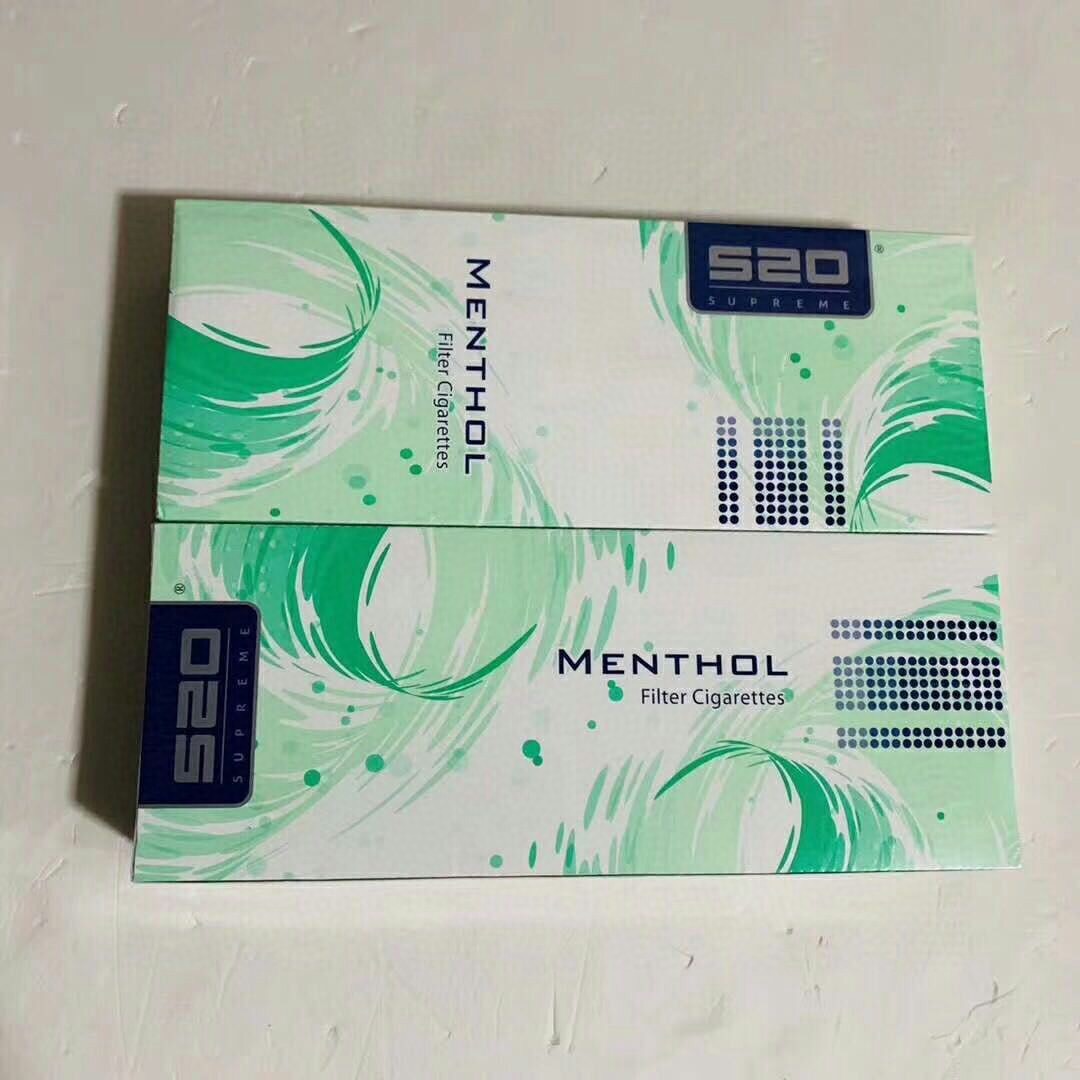 520
®
SUPREME
MENTHOL
Filter Cigarettes
®
520
SUPREME
MENTHOL
Filter Cigarettes